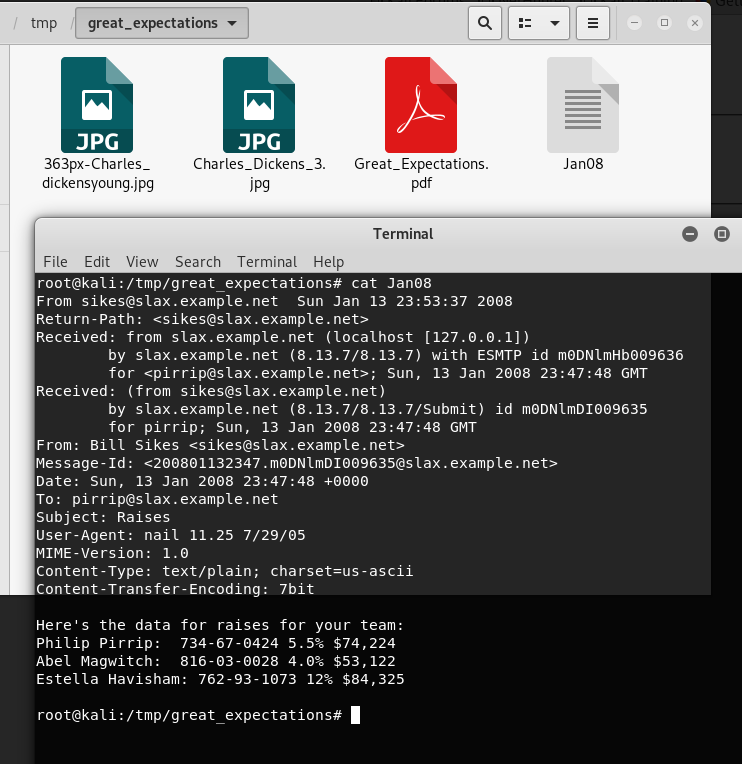 / tmp / great_expectations
JPG
JPG
363px-Charles_
dickensyoung.jpg
Charles_Dickens_3.
jpg
Great_Expectations.
pdf
Jan08
Terminal
File Edit View Search Terminal Help
root@kali:/tmp/great_expectations# cat Jan08
From sikes@slax.example.net  Sun Jan 13 23:53:37 2008
Return-Path: <sikes@slax.example.net>
Received: from slax.example.net (localhost [127.0.0.1])
        by slax.example.net (8.13.7/8.13.7) with ESMTP id m0DNlmHb009636
        for <pirrip@slax.example.net>; Sun, 13 Jan 2008 23:47:48 GMT
Received: (from sikes@slax.example.net)
        by slax.example.net (8.13.7/8.13.7/Submit) id m0DNlmDI009635
        for pirrip; Sun, 13 Jan 2008 23:47:48 GMT
From: Bill Sikes <sikes@slax.example.net>
Message-Id: <200801132347.m0DNlmDI009635@slax.example.net>
Date: Sun, 13 Jan 2008 23:47:48 +0000
To: pirrip@slax.example.net
Subject: Raises
User-Agent: nail 11.25 7/29/05
MIME-Version: 1.0
Content-Type: text/plain; charset=us-ascii
Content-Transfer-Encoding: 7bit
Here's the data for raises for your team:
Philip Pirrip:  734-67-0424 5.5% $74,224
Abel Magwitch:  816-03-0028 4.0% $53,122
Estella Havisham: 762-93-1073 12% $84,325
root@kali:/tmp/great_expectations#